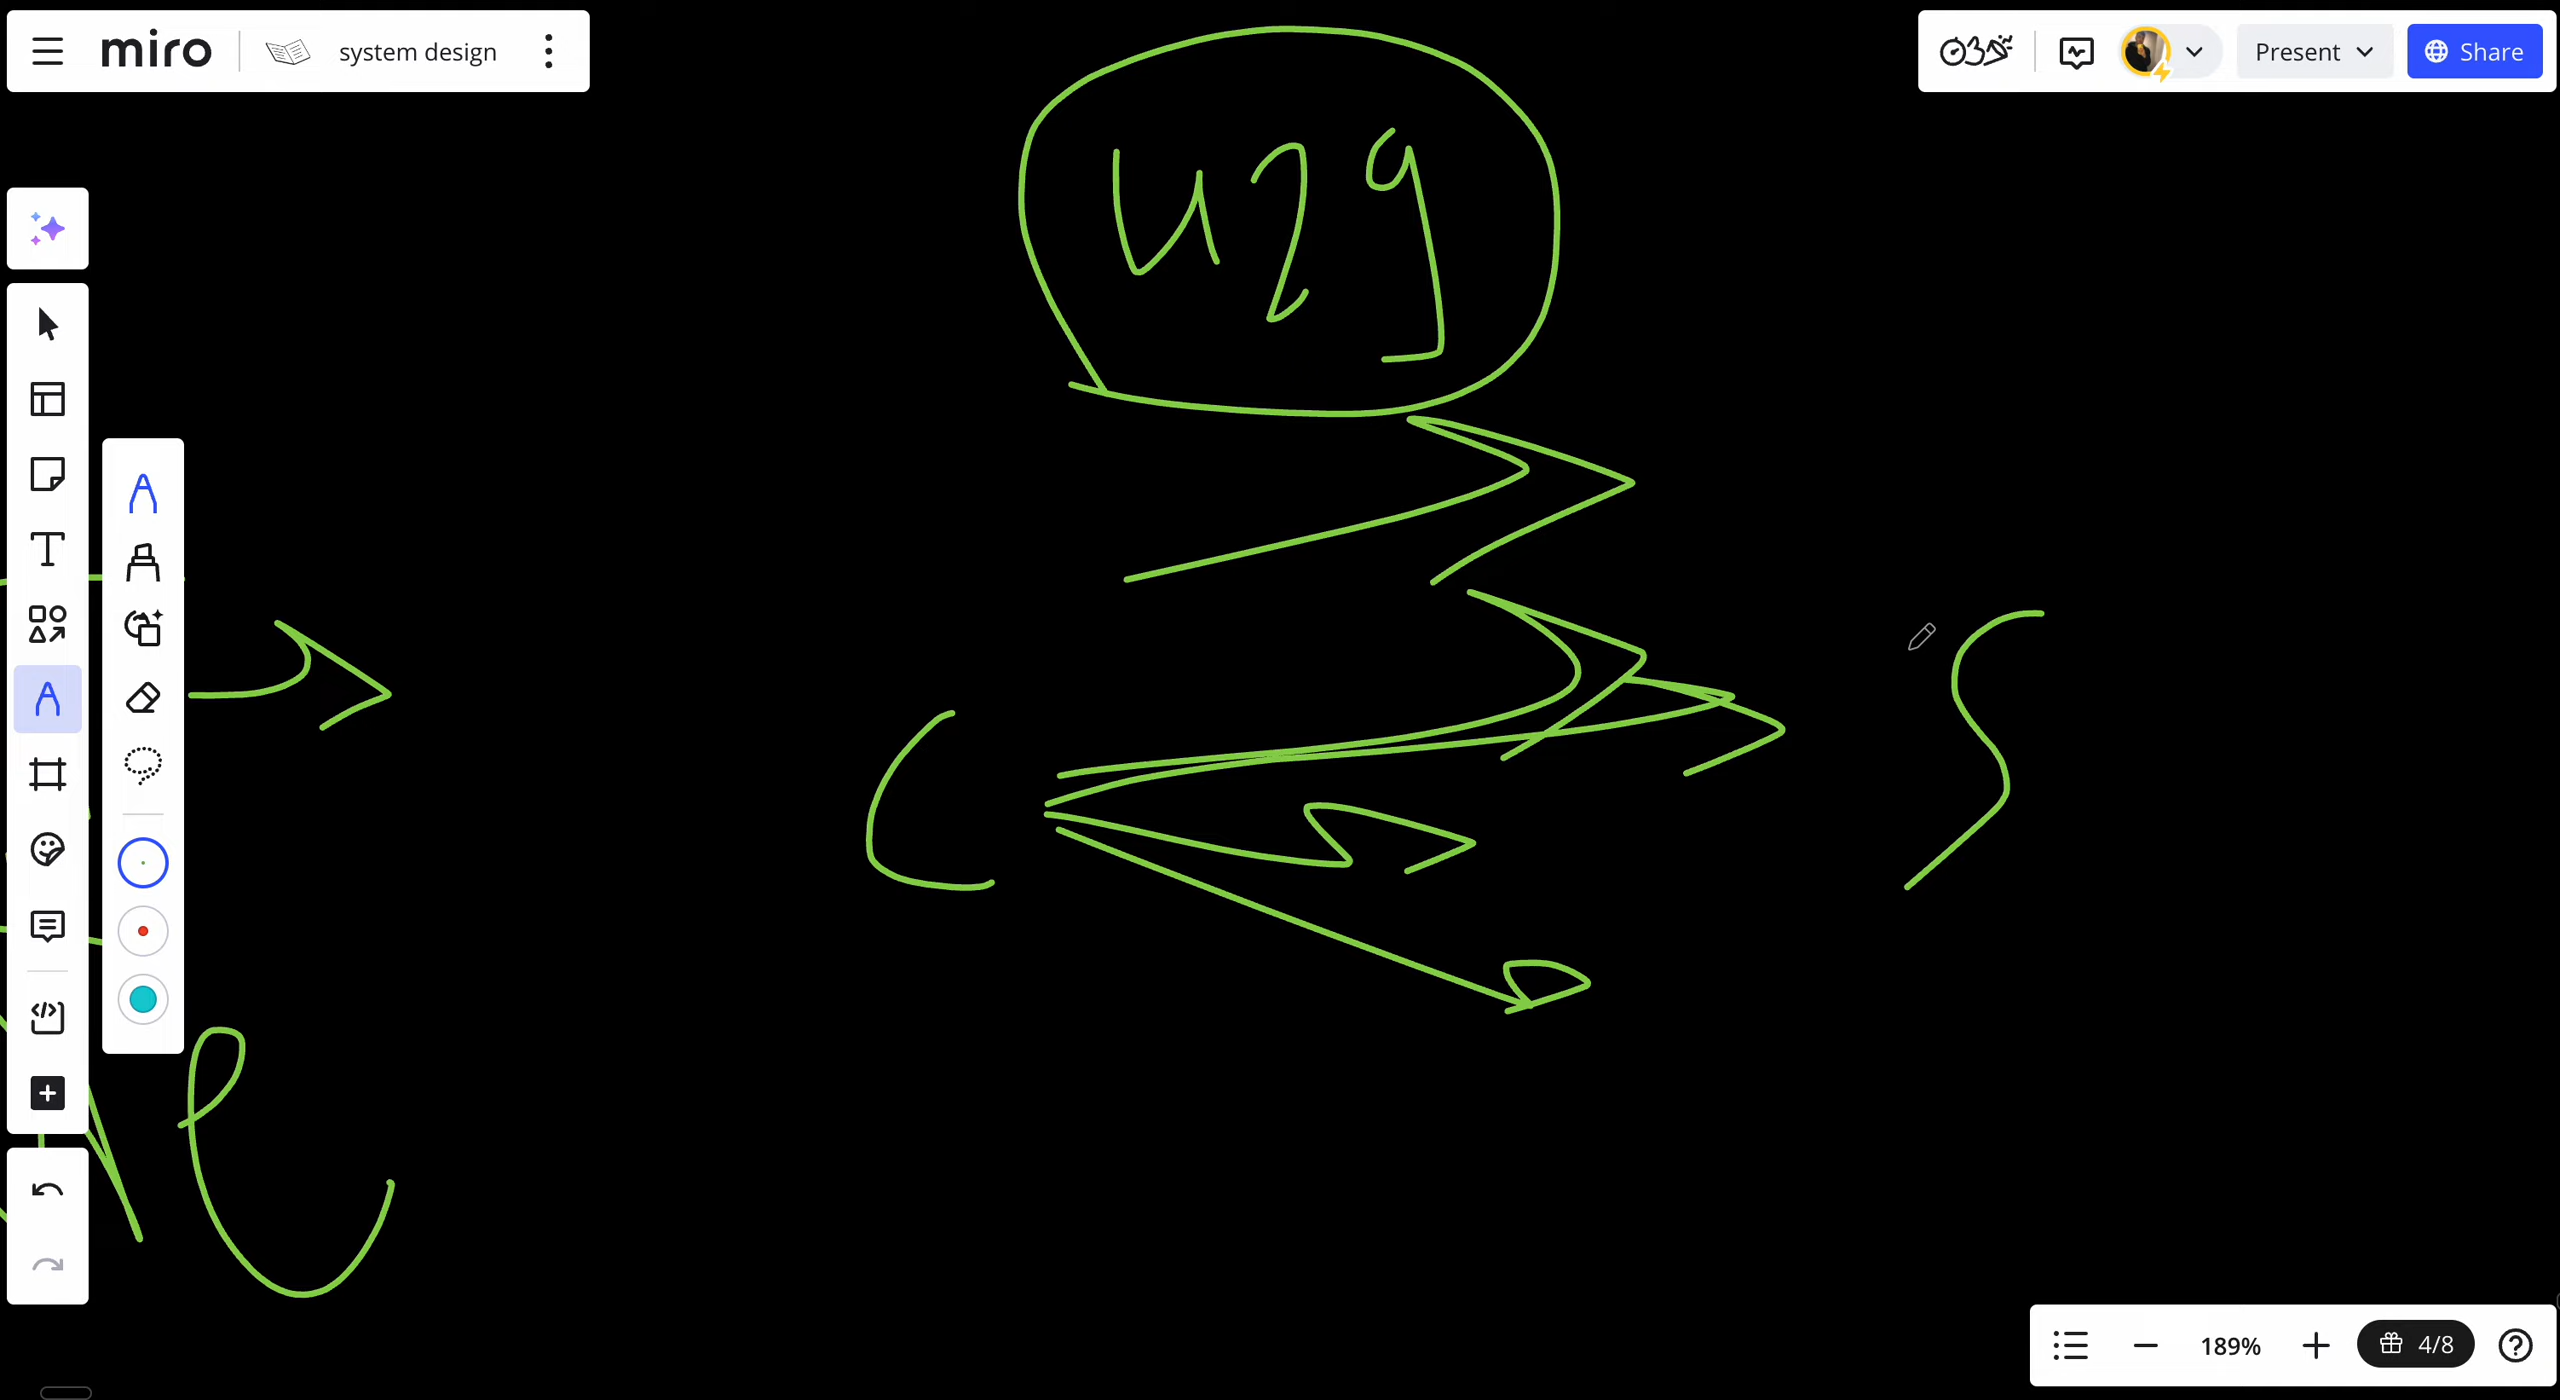 miro system design
Present Share
429
C S
e
189% 4/8